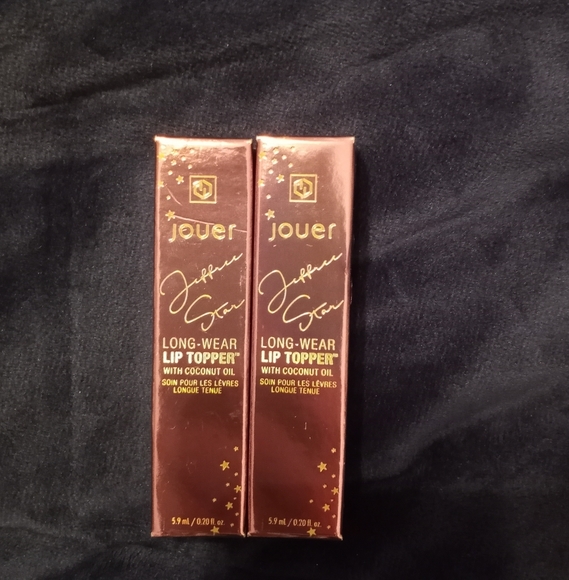 jouer
Jeffree
Star
LONG-WEAR
LIP TOPPER™
WITH COCONUT OIL
SOIN POUR LES LÈVRES
LONGUE TENUE
5.9 mL / 0.20 fl. oz.
jouer
Jeffree
Star
LONG-WEAR
LIP TOPPER™
WITH COCONUT OIL
SOIN POUR LES LÈVRES
LONGUE TENUE
5.9 mL / 0.20 fl. oz.